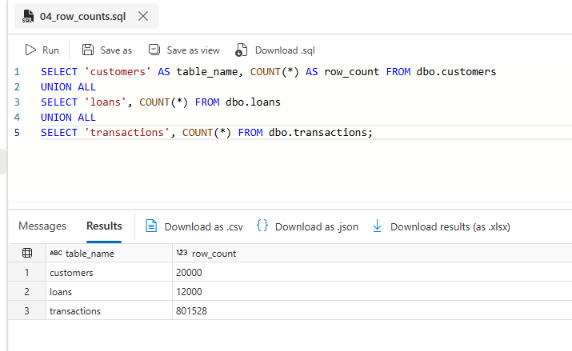 04_row_counts.sql
Run Save as Save as view Download .sql
1 SELECT 'customers' AS table_name, COUNT(*) AS row_count FROM dbo.customers
2 UNION ALL
3 SELECT 'loans', COUNT(*) FROM dbo.loans
4 UNION ALL
5 SELECT 'transactions', COUNT(*) FROM dbo.transactions;
Messages Results Download as .csv {} Download as .json Download results (as .xlsx)
ABC table_name 123 row_count
1 customers 20000
2 loans 12000
3 transactions 801528